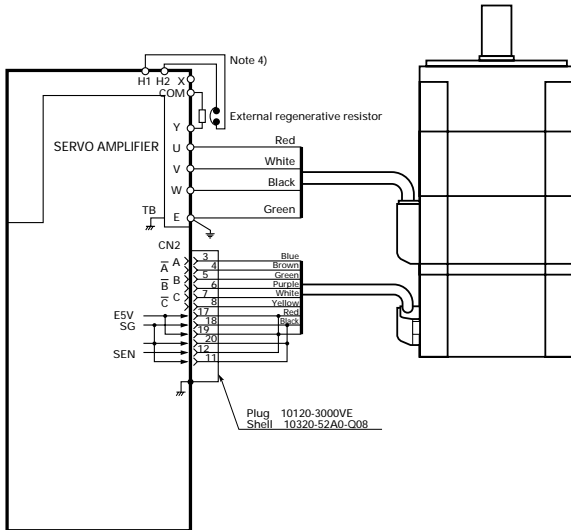 Note 4)
H1 H2 X
COM
External regenerative resistor
Y
SERVO AMPLIFIER
U Red
V White
W Black
TB
E Green
CN2
A 3 Blue
A 4 Brown
B 5 Green
B 6 Purple
C 7 White
C 8 Yellow
E5V 17 Red
SG 18 Black
19
20
SEN 12
11
Plug 10120-3000VE
Shell 10320-52A0-Q08